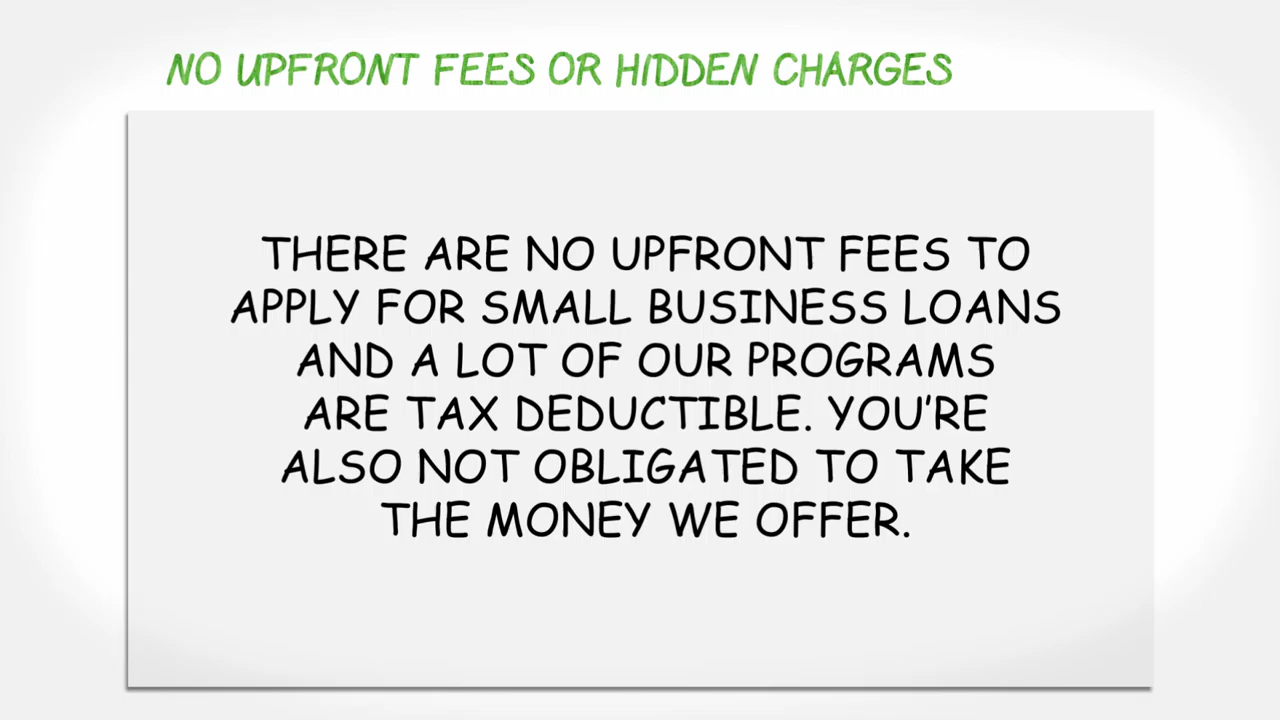 NO UPFRONT FEES OR HIDDEN CHARGES
THERE ARE NO UPFRONT FEES TO
APPLY FOR SMALL BUSINESS LOANS
AND A LOT OF OUR PROGRAMS
ARE TAX DEDUCTIBLE. YOU'RE
ALSO NOT OBLIGATED TO TAKE
THE MONEY WE OFFER.